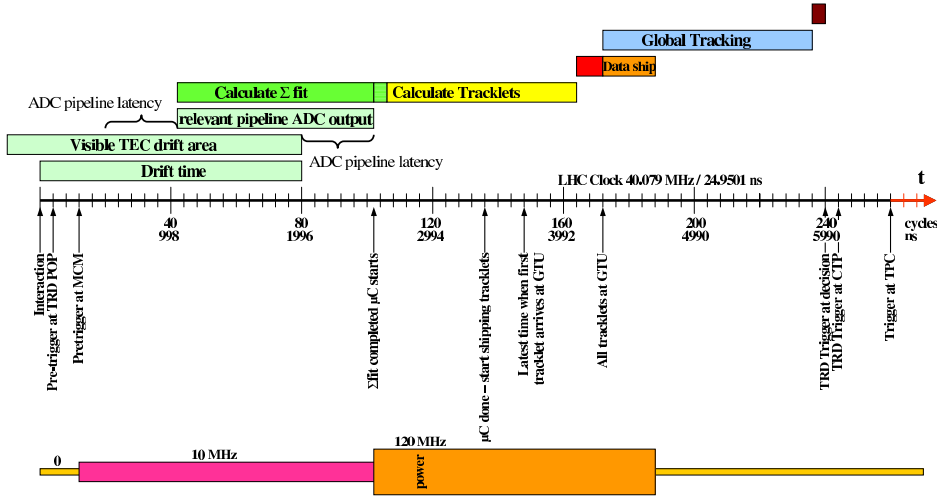 Global Tracking
Data ship
Calculate Σ fit
Calculate Tracklets
ADC pipeline latency
relevant pipeline ADC output
Visible TEC drift area
ADC pipeline latency
Drift time
LHC Clock 40.079 MHz / 24.9501 ns
t
40
80
120
160
200
240
cycles
998
1996
2994
3992
4990
5990
ns
Interaction
Pre-trigger at TRD POP
Pretrigger at MCM
Σfit completed µC starts
µC done – start shipping tracklets
Latest time when first
tracklet arrives at GTU
All tracklets at GTU
TRD Trigger at decision
TRD Trigger at CTP
Trigger at TPC
0
10 MHz
120 MHz
power